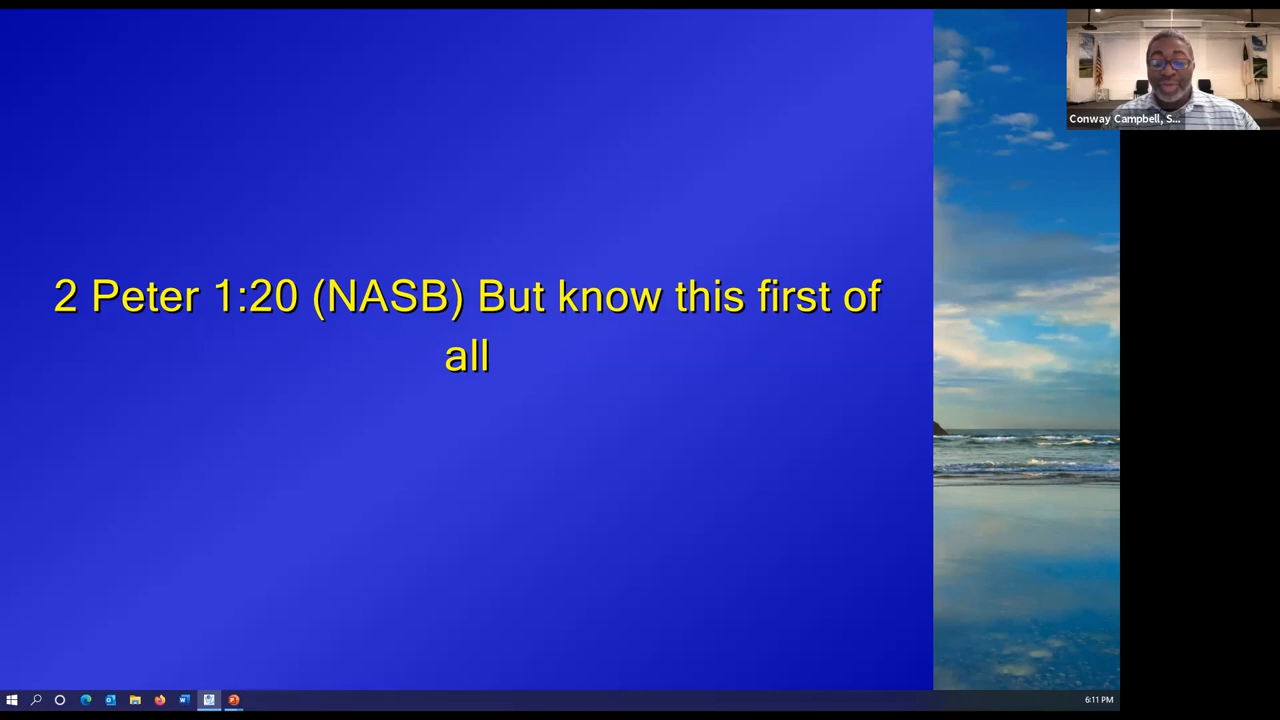 2 Peter 1:20 (NASB) But know this first of
all
Conway Campbell, S...
6:11 PM